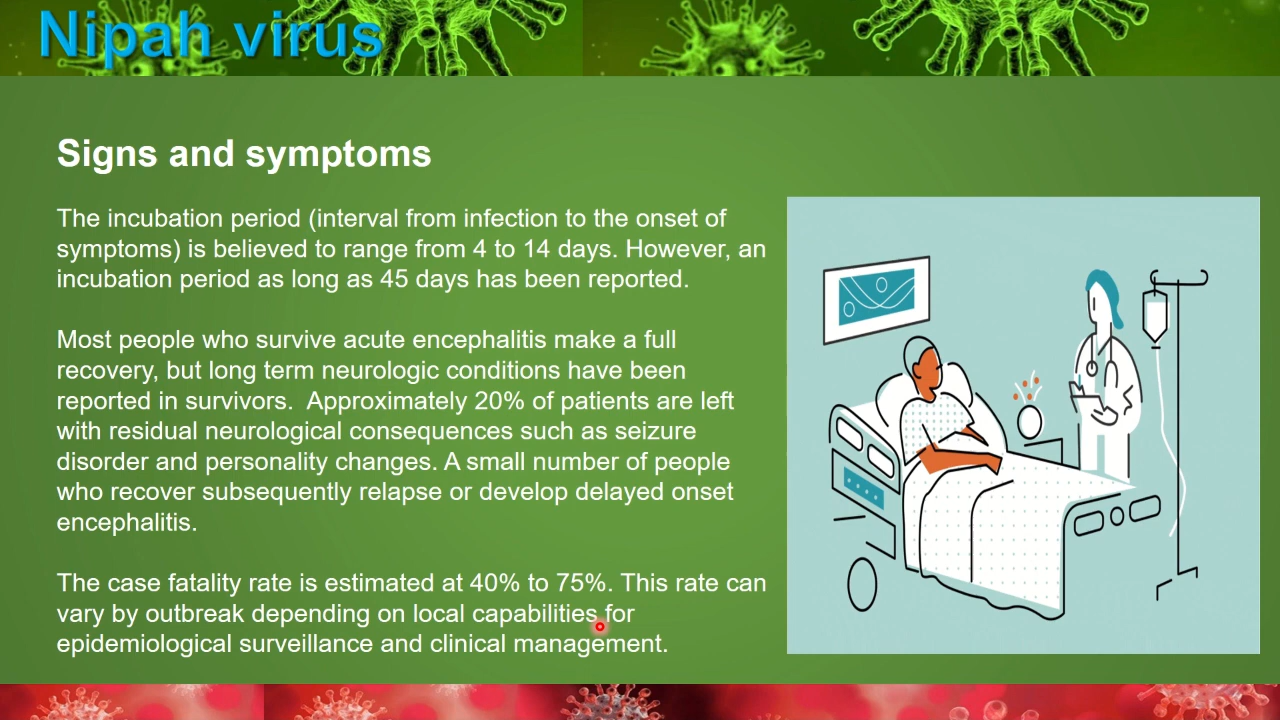 Nipah virus
Signs and symptoms
The incubation period (interval from infection to the onset of
symptoms) is believed to range from 4 to 14 days. However, an
incubation period as long as 45 days has been reported.
Most people who survive acute encephalitis make a full
recovery, but long term neurologic conditions have been
reported in survivors.  Approximately 20% of patients are left
with residual neurological consequences such as seizure
disorder and personality changes. A small number of people
who recover subsequently relapse or develop delayed onset
encephalitis.
The case fatality rate is estimated at 40% to 75%. This rate can
vary by outbreak depending on local capabilities for
epidemiological surveillance and clinical management.